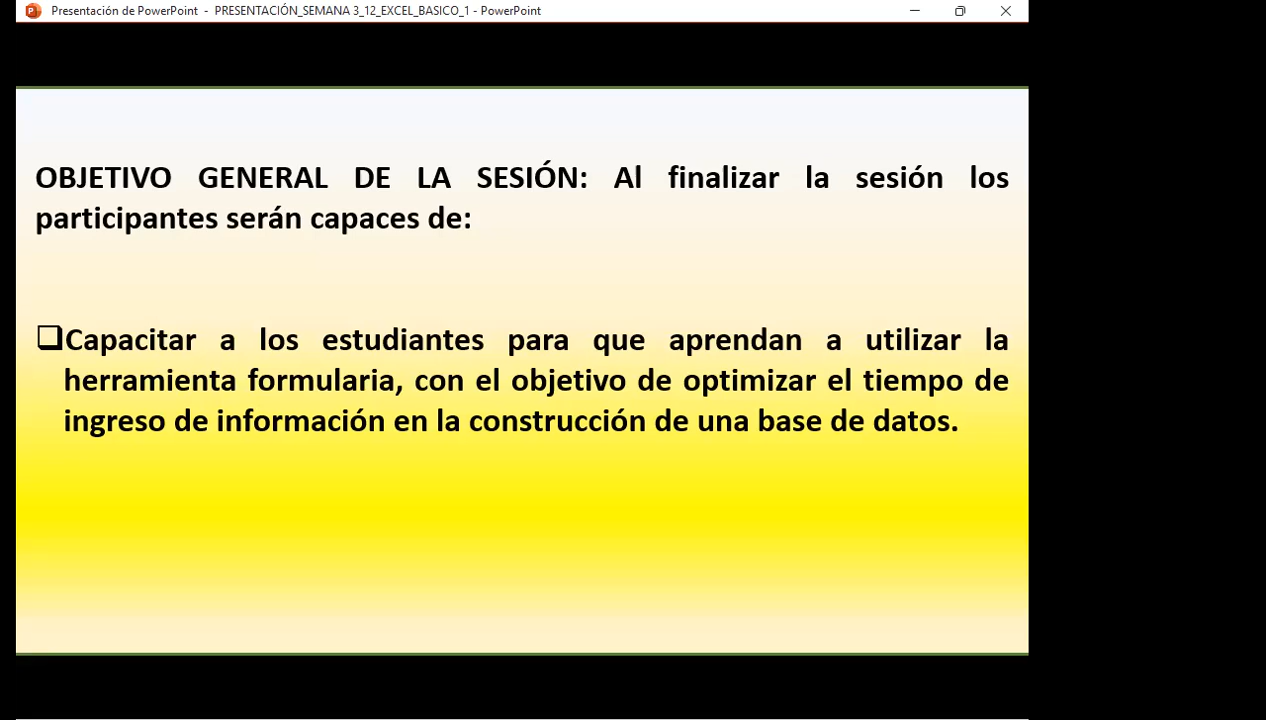 Presentación de PowerPoint - PRESENTACIÓN_SEMANA 3_12_EXCEL_BASICO_1 - PowerPoint
OBJETIVO GENERAL DE LA SESIÓN: Al finalizar la sesión los
participantes serán capaces de:
❑Capacitar a los estudiantes para que aprendan a utilizar la
herramienta formularia, con el objetivo de optimizar el tiempo de
ingreso de información en la construcción de una base de datos.